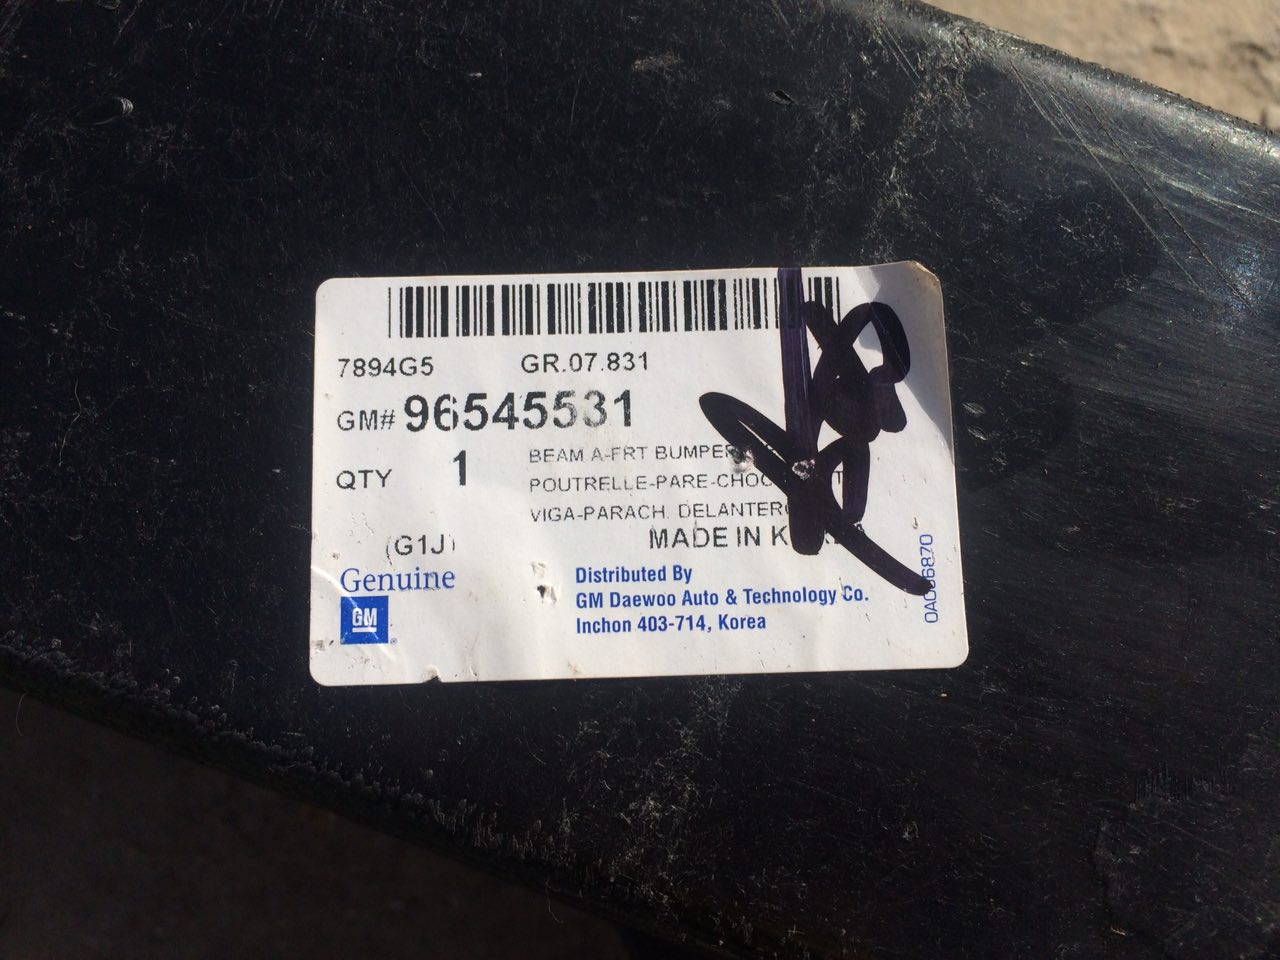 7894G5 GR.07.831
GM# 96545531
QTY 1 BEAM A-FRT BUMPER
POUTRELLE-PARE-CHOC
VIGA-PARACH. DELANTERO
(G1J) MADE IN
Genuine
GM
Distributed By
GM Daewoo Auto & Technology Co.
Inchon 403-714, Korea